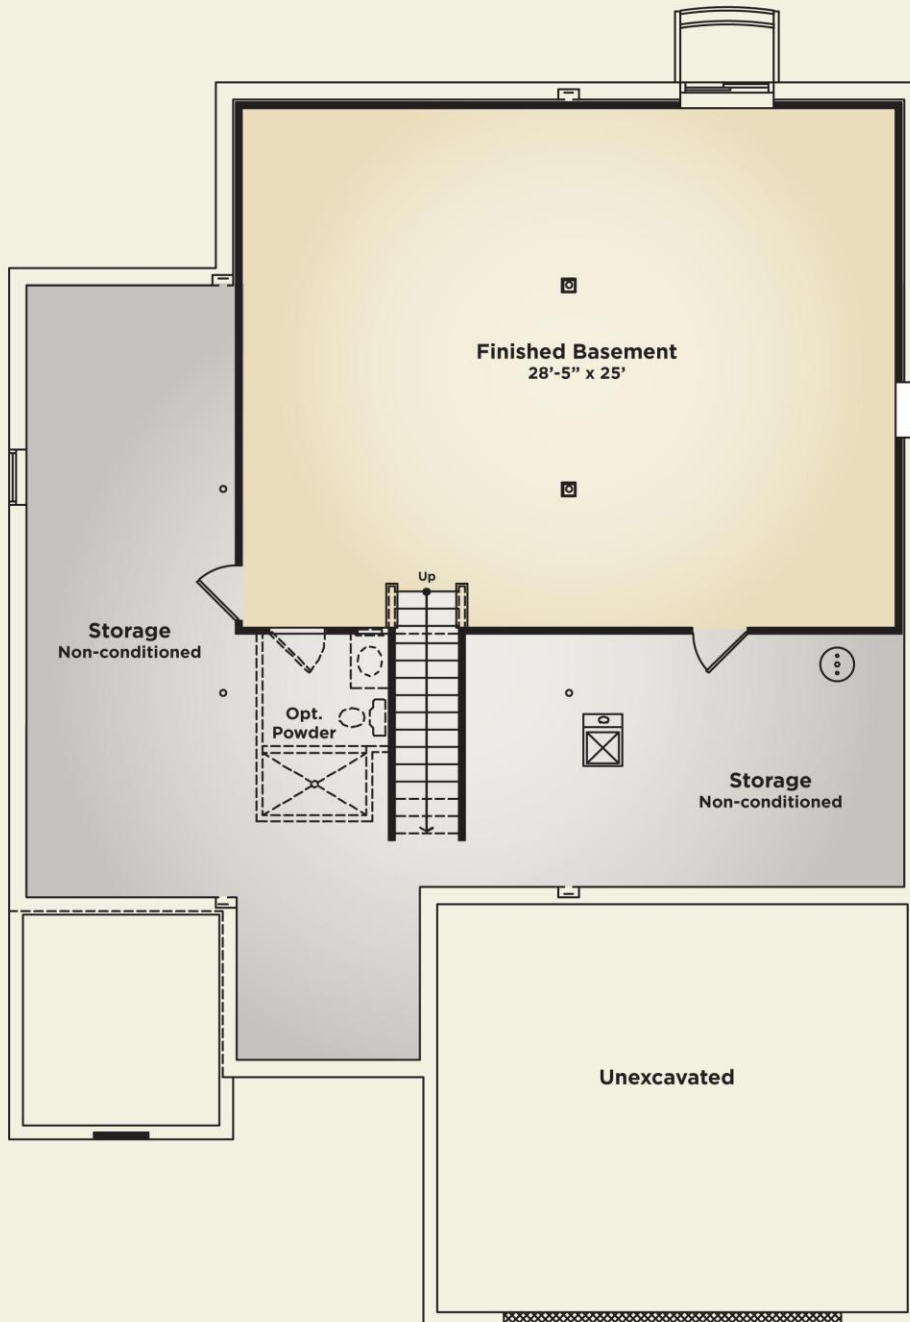 Finished Basement
28'-5” x 25'
Up
Storage
Non-conditioned
Opt.
Powder
Storage
Non-conditioned
Unexcavated